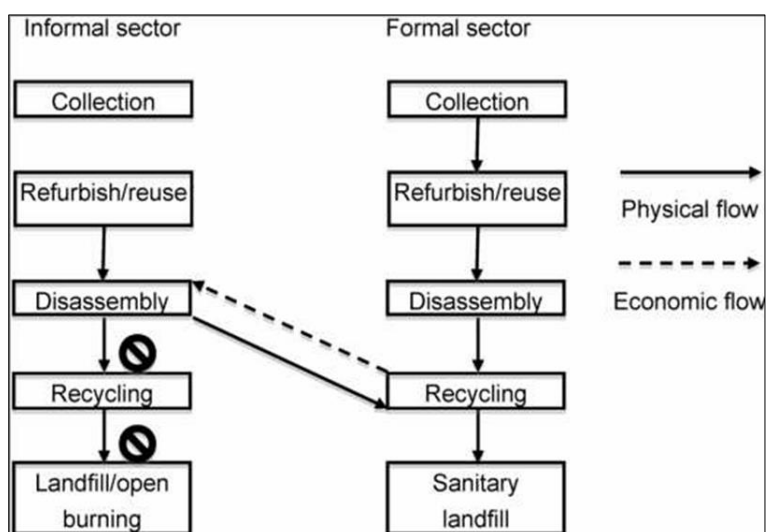 Informal sector
Formal sector
Collection
Collection
Refurbish/reuse
Refurbish/reuse
Physical flow
Economic flow
Disassembly
Disassembly
Recycling
Recycling
Landfill/open
burning
Sanitary
landfill